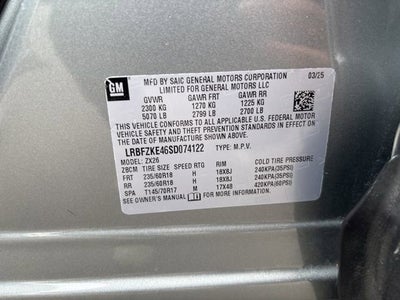 GM
MFD BY SAIC GENERAL MOTORS CORPORATION 03/25
LIMITED FOR GENERAL MOTORS LLC
GVWR GAWR FRT GAWR RR
2300 KG 1270 KG 1225 KG
5070 LB 2799 LB 2700 LB
THIS VEHICLE CONFORMS TO ALL APPLICABLE U.S. FEDERAL MOTOR
VEHICLE SAFETY AND THEFT PREVENTION STANDARDS IN EFFECT
ON THE DATE OF MANUFACTURE SHOWN ABOVE.
LRBFZKE46SD074122 TYPE: M.P.V.
MODEL: ZX26
ZBCM TIRE SIZE SPEED RTG RIM COLD TIRE PRESSURE
FRT 235/60R18 H 18X8J 240KPA(35PSI)
RR 235/60R18 H 18X8J 240KPA(35PSI)
SPA T145/70R17 M 17X4B 420KPA(60PSI)
SEE OWNER'S MANUAL FOR MORE INFORMATION.